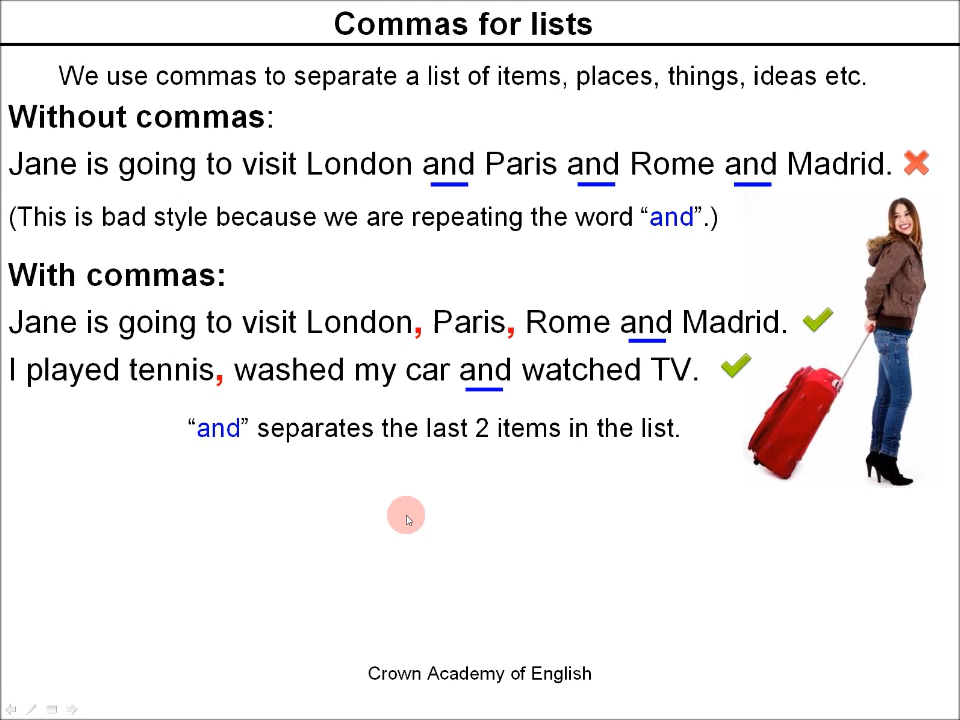 Commas for lists
We use commas to separate a list of items, places, things, ideas etc.
Without commas:
Jane is going to visit London and Paris and Rome and Madrid.
(This is bad style because we are repeating the word “and”.)
With commas:
Jane is going to visit London, Paris, Rome and Madrid.
I played tennis, washed my car and watched TV.
“and” separates the last 2 items in the list.
Crown Academy of English